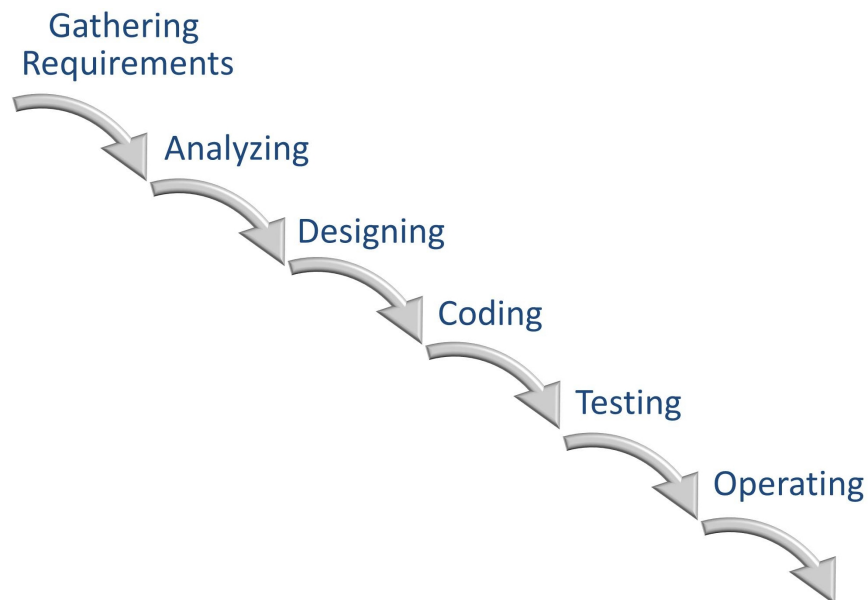 Gathering
Requirements
Analyzing
Designing
Coding
Testing
Operating